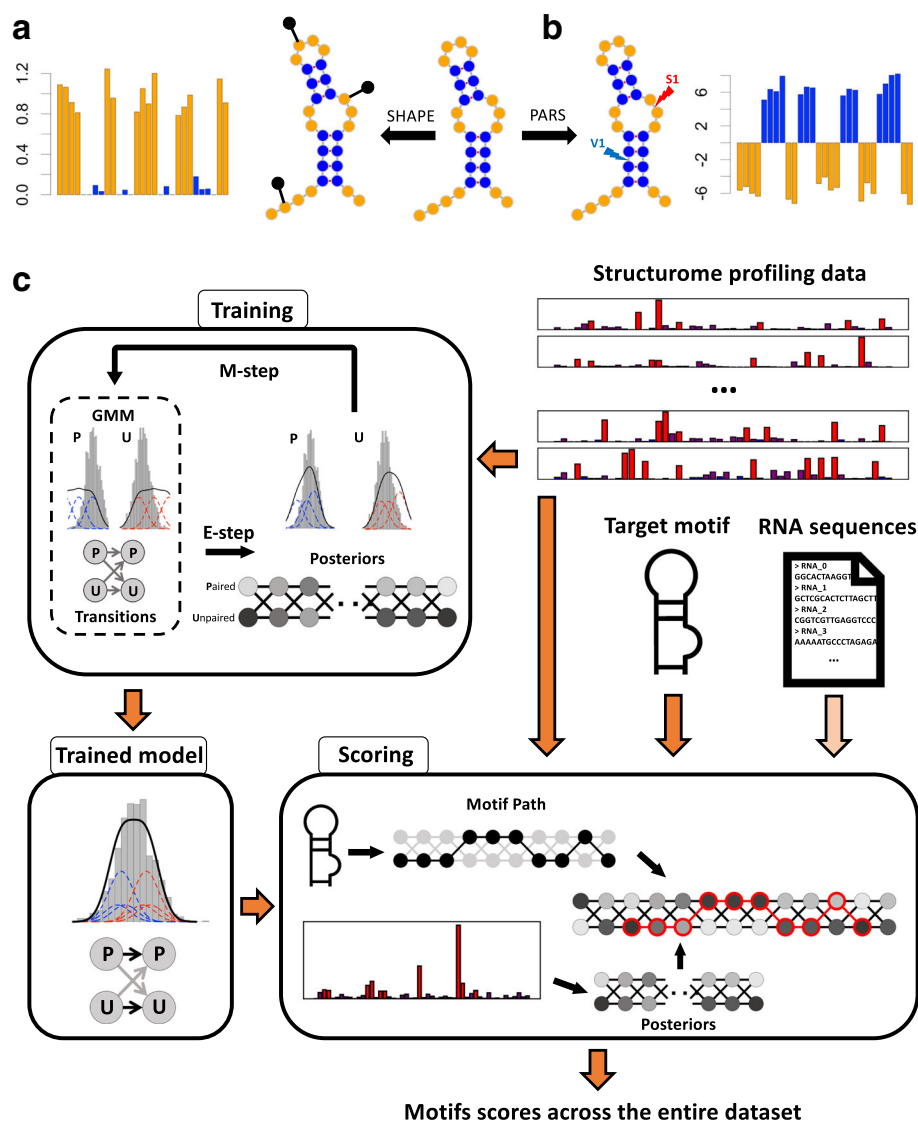 a
1.2
0.8
0.4
0.0
SHAPE
PARS
b
S1
V1
6
2
-2
-6
c
Structurome profiling data
...
Training
M-step
GMM
P U
P P
U U
Transitions
E-step
P U
Posteriors
Paired
Unpaired
Target motif
RNA sequences
> RNA_0
GGCACTAAGGT
> RNA_1
GCTCGCACTCTTAGCTT
> RNA_2
CGGTCGTTGAGGTCCC
> RNA_3
AAAAATGCCCTAGAGA
...
Trained model
P P
U U
Scoring
Motif Path
Posteriors
Motifs scores across the entire dataset